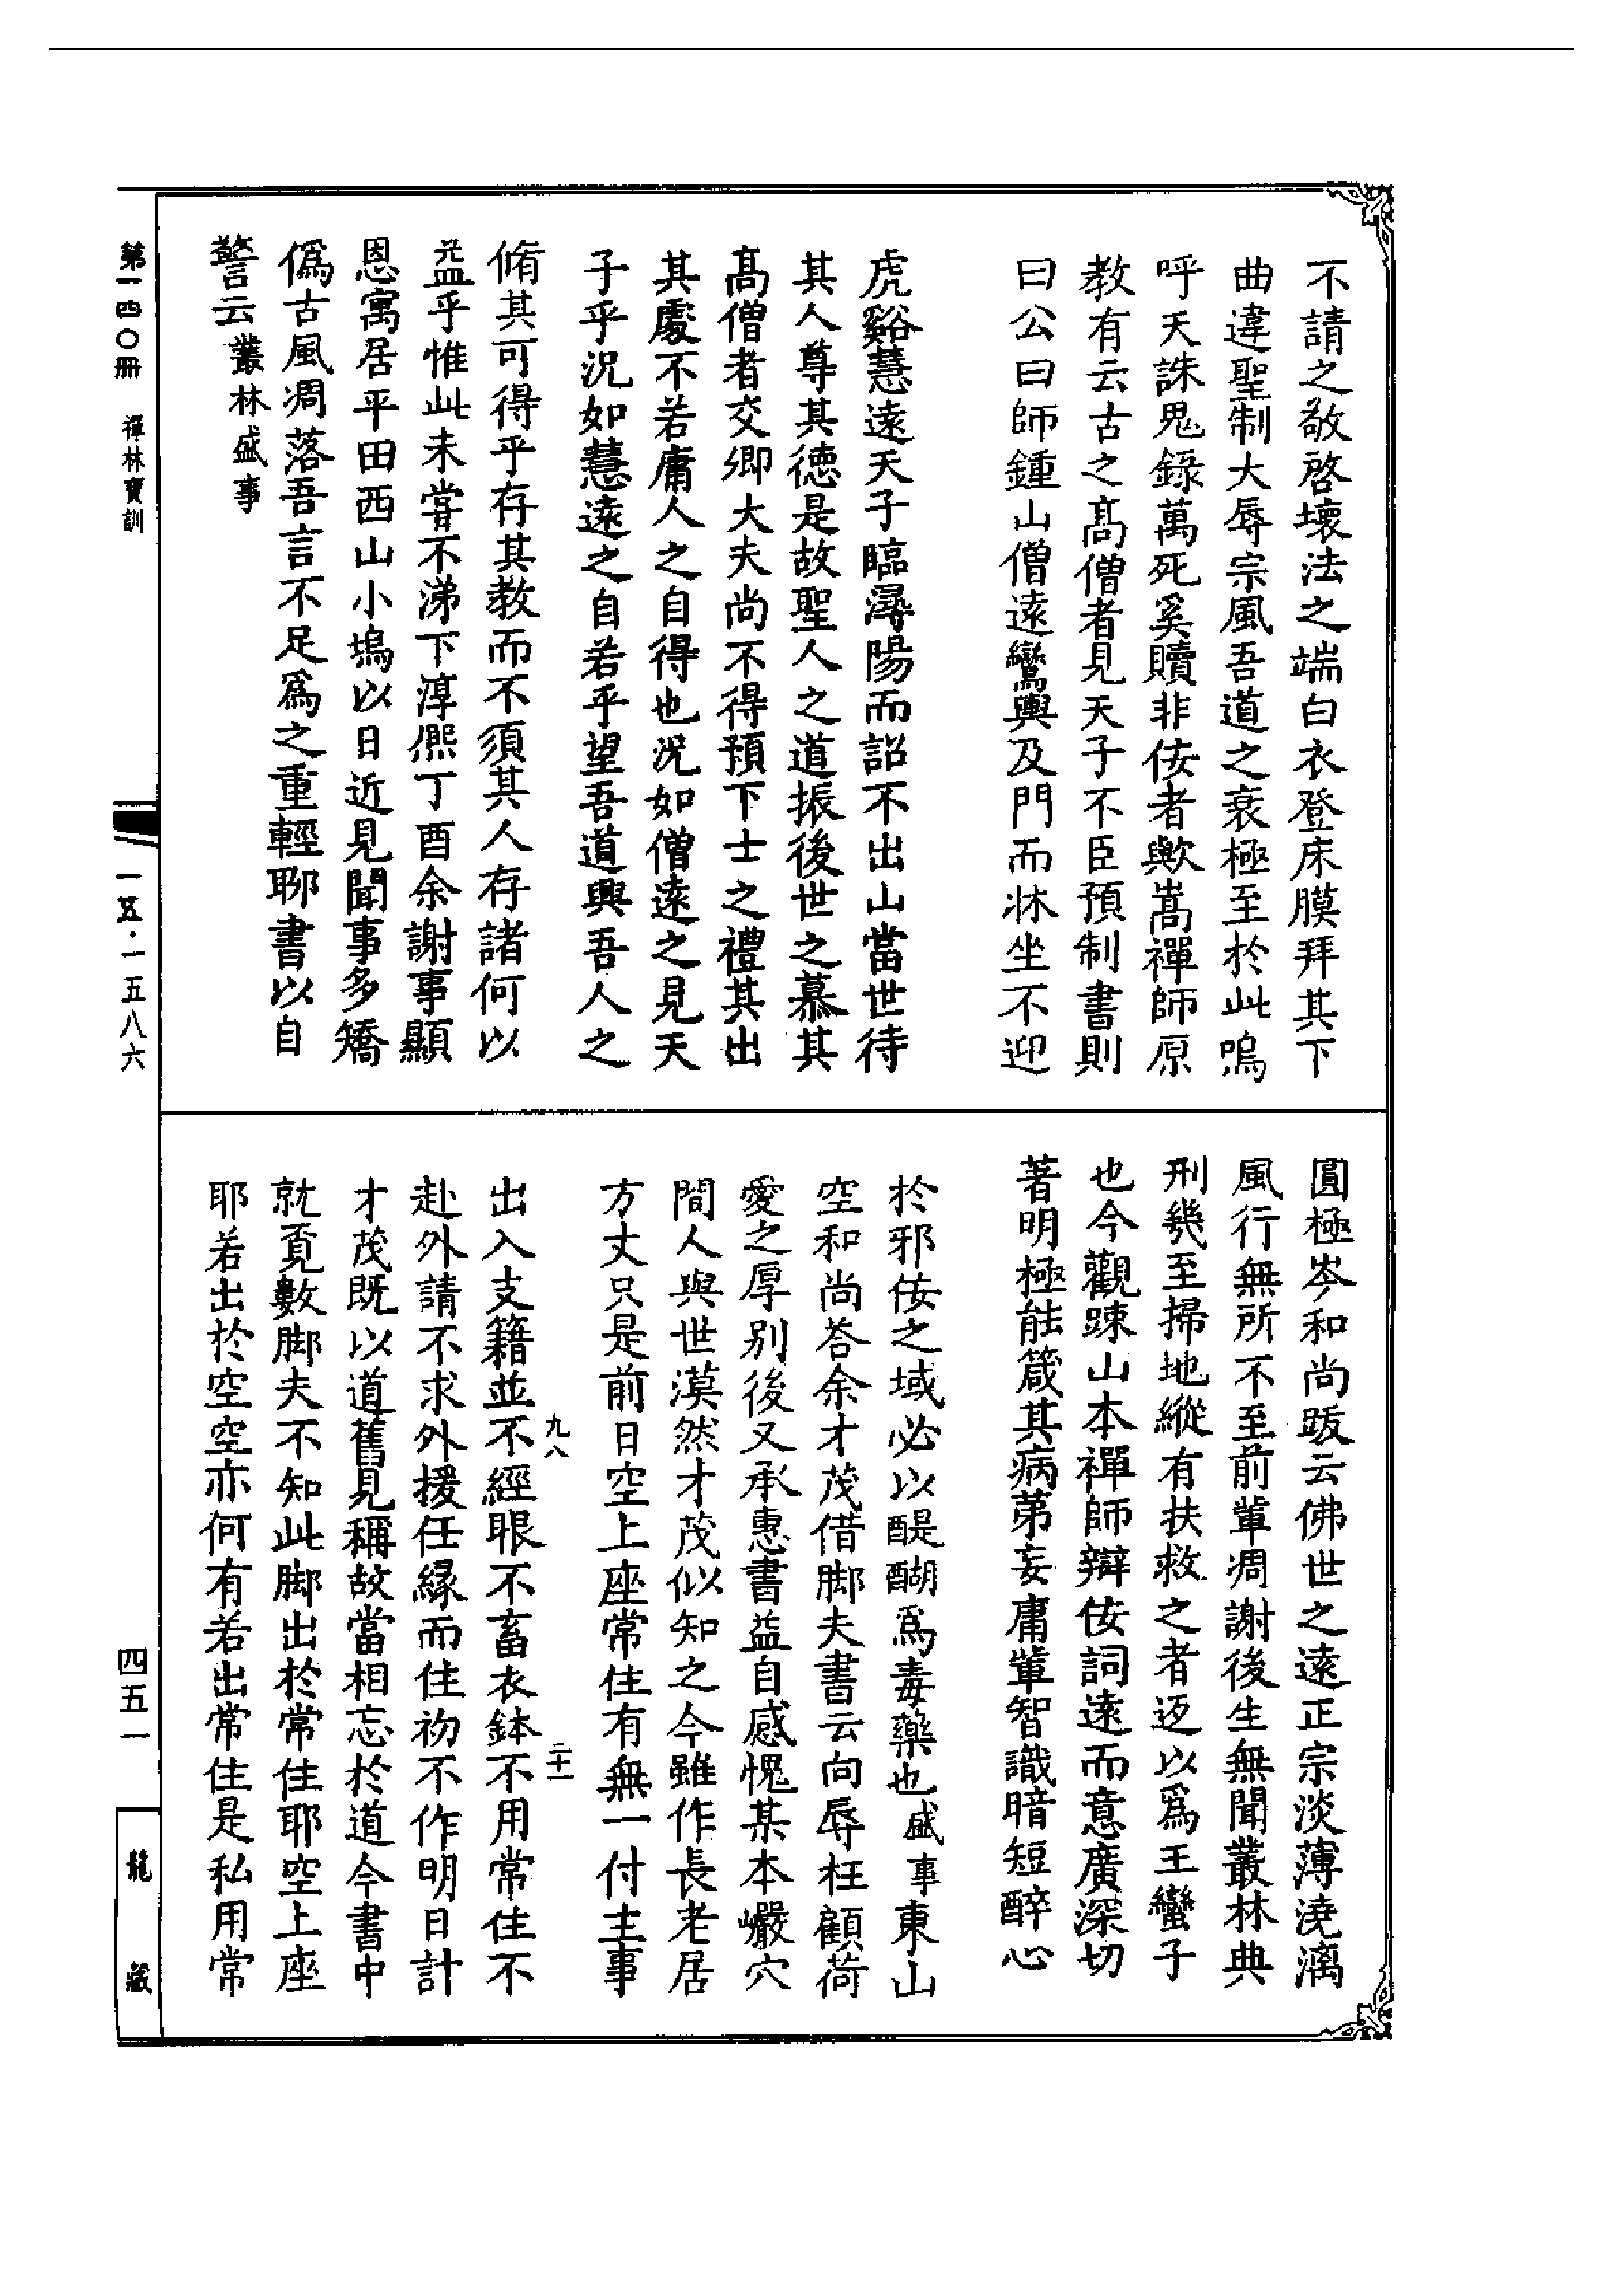 不請之敬啓壞法之端白衣登床膜拜其下
曲違聖制大辱宗風吾道之衰極至於此嗚
呼天誅鬼錄萬死奚贖非佞者歟嵩禪師原
教有云古之髙僧者見天子不臣預制書則
曰公曰師鍾山僧遠鸞輿及門而牀坐不迎
虎谿慧遠天子臨潯陽而詔不出山當世待
其人尊其德是故聖人之道振後世之慕其
髙僧者交卿大夫尚不得預下士之禮其出
其處不若庸人之自得也況如僧遠之見天
子乎況如慧遠之自若乎望吾道興吾人之
脩其可得乎存其教而不須其人存諸何以
益乎惟此未甞不涕下淳熈丁酉余謝事顯
恩寓居平田西山小塢以日近見聞事多矯
僞古風凋落吾言不足爲之重輕聊書以自
警云叢林盛事
圓極岑和尚跋云佛世之遠正宗淡薄澆漓
風行無所不至前輩凋謝後生無聞叢林典
刑幾至掃地縱有扶救之者返以爲王蠻子
也今觀踈山本禪師辯佞詞遠而意廣深切
著明極能箴其病第妄庸輩智識暗短醉心
於邪佞之域必以醍醐爲毒藥也盛事東山
空和尚荅余才茂借脚夫書云向辱枉顧荷
愛之厚別後又承惠書益自感愧某本巖穴
間人與世漠然才茂似知之今雖作長老居
方丈只是前日空上座常住有無一付主事
出入支籍並不經眼不畜衣鉢不用常住不
赴外請不求外援任緣而住初不作明日計
才茂既以道舊見稱故當相忘於道今書中
就覔數脚夫不知此脚出於常住耶空上座
耶若出於空空亦何有若出常住是私用常
九八
二十一
第一四〇冊
禪林寶訓
一五八六
四五一
龍藏